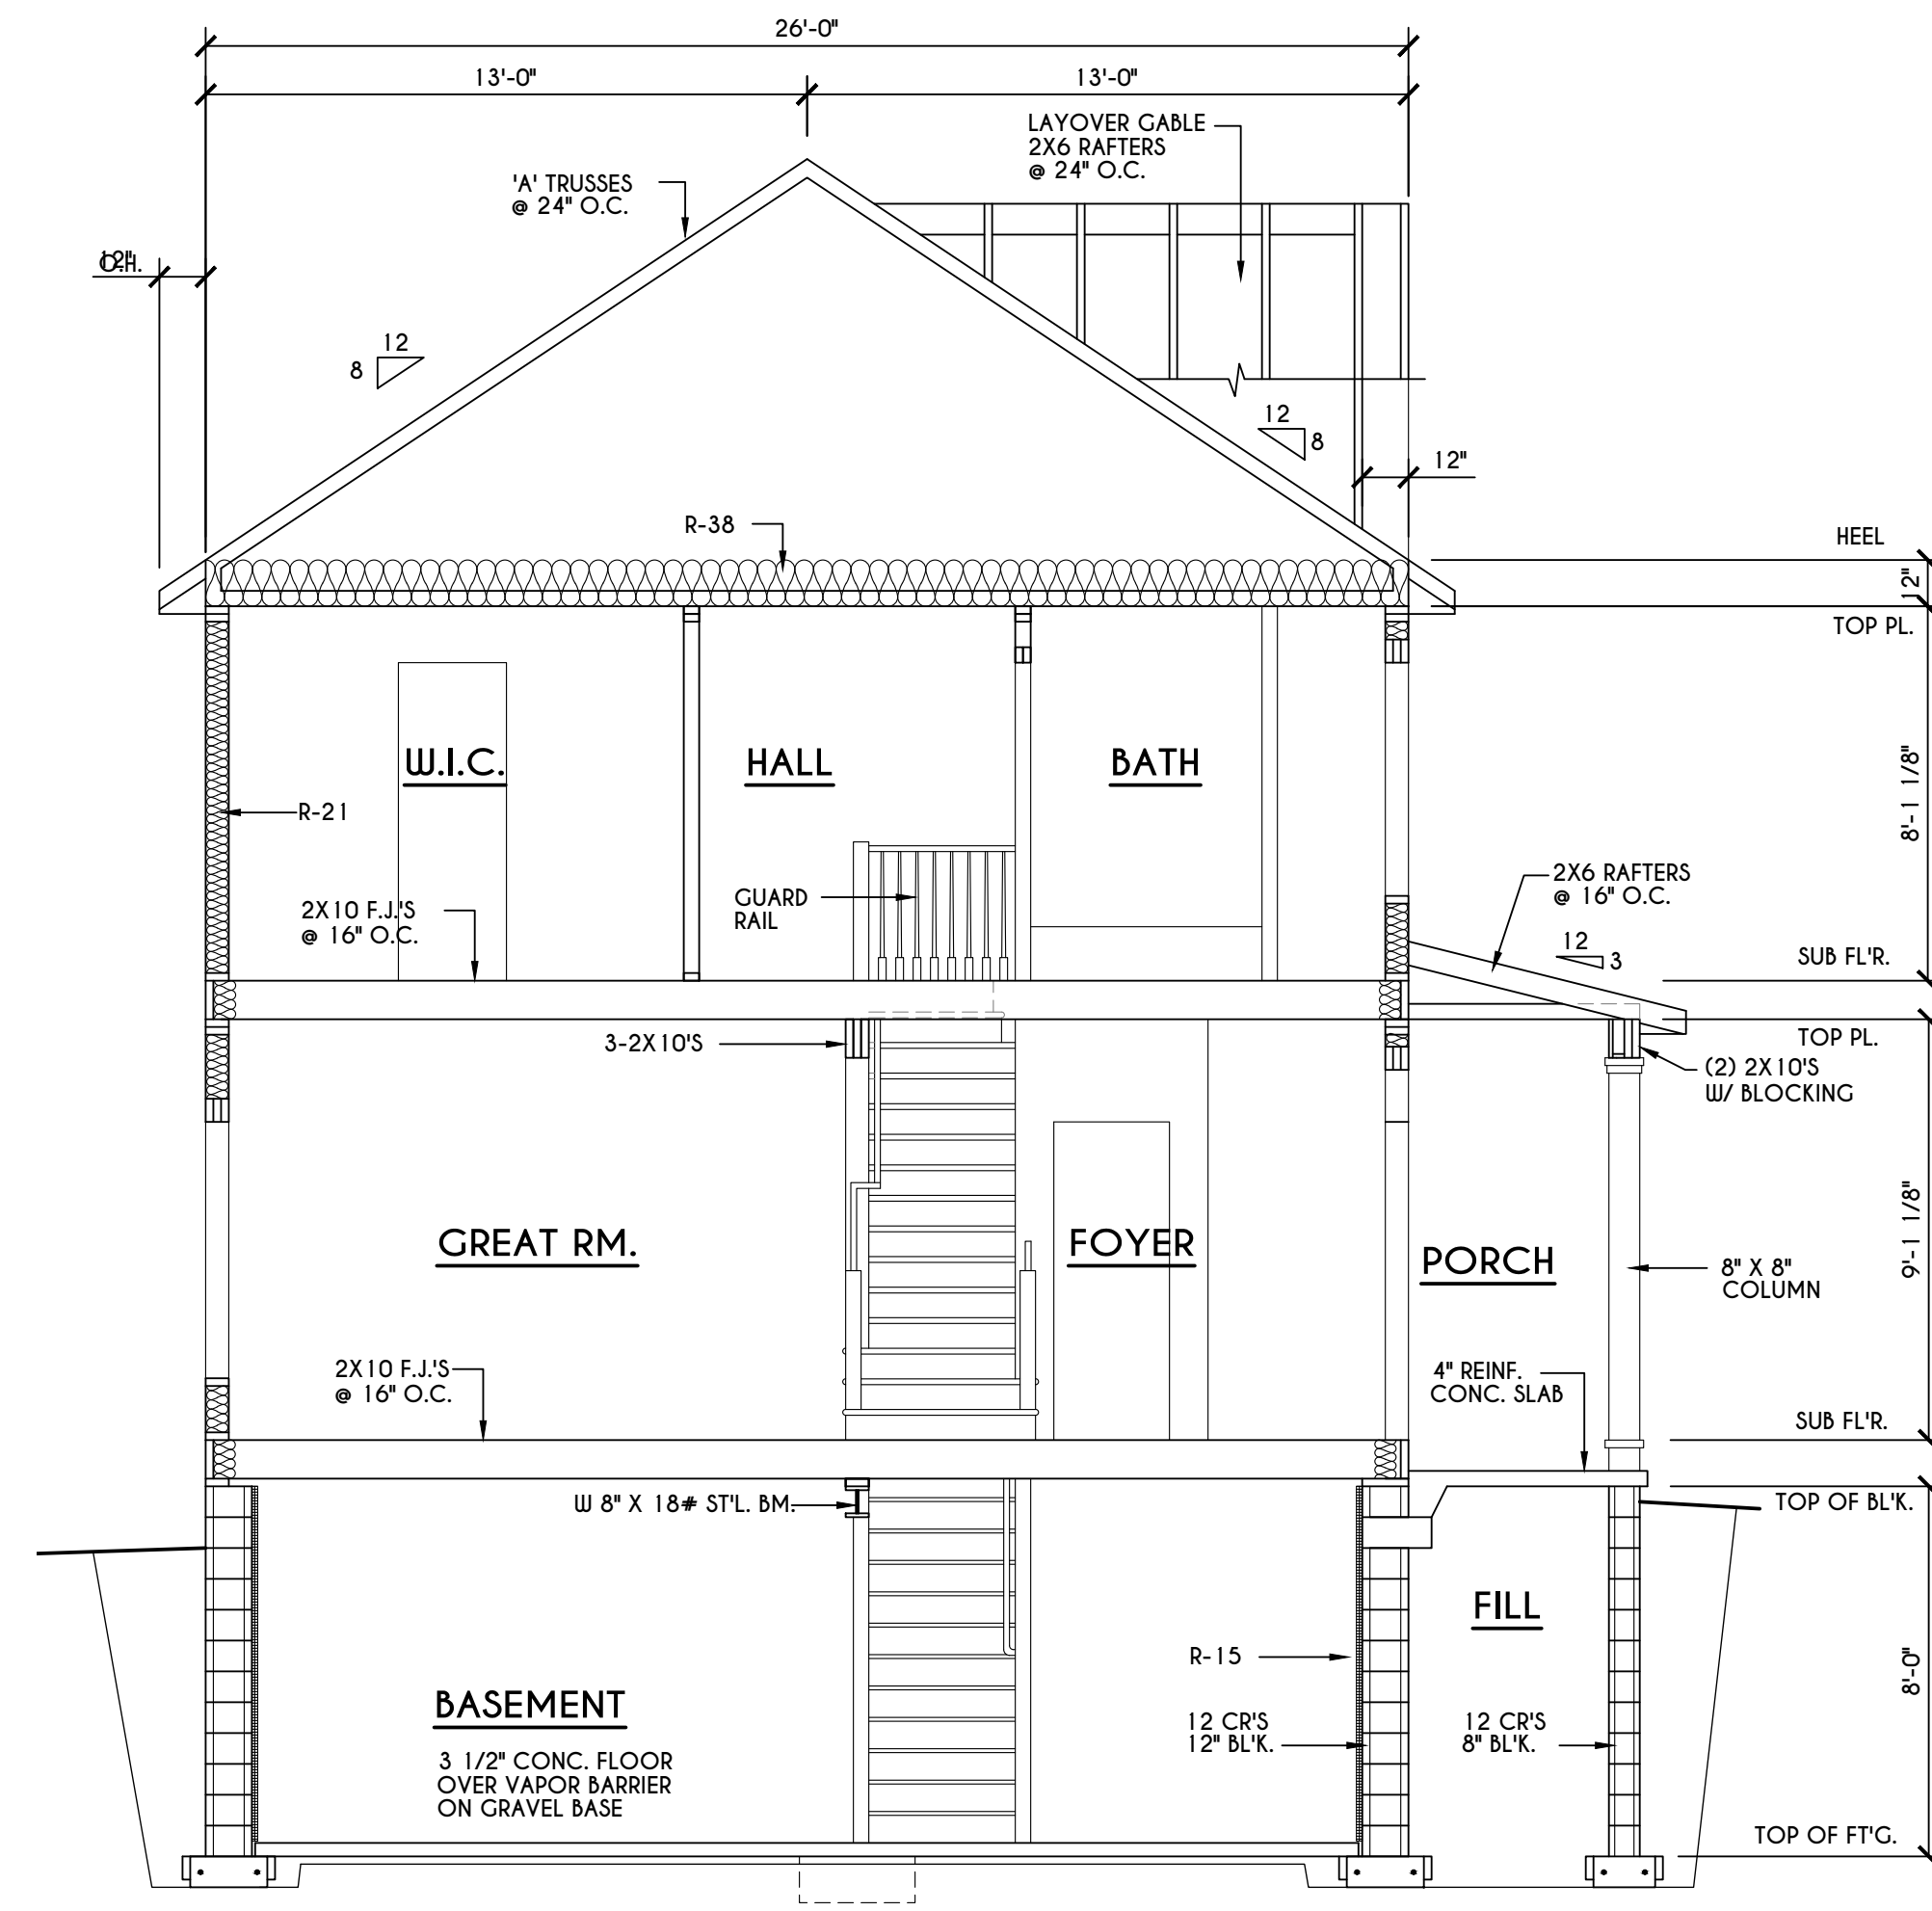 26'-0"
13'-0"
13'-0"
LAYOVER GABLE
2X6 RAFTERS
@ 24" O.C.
'A' TRUSSES
@ 24" O.C.
12"
O.H.
12
8
12
8
12"
R-38
HEEL
12"
TOP PL.
W.I.C.
HALL
BATH
8'-1 1/8"
R-21
GUARD
RAIL
2X10 F.J.'S
@ 16" O.C.
2X6 RAFTERS
@ 16" O.C.
12
3
SUB FL'R.
3-2X10'S
TOP PL.
(2) 2X10'S
W/ BLOCKING
GREAT RM.
FOYER
PORCH
9'-1 1/8"
8" X 8"
COLUMN
2X10 F.J.'S
@ 16" O.C.
4" REINF.
CONC. SLAB
SUB FL'R.
W 8" X 18# ST'L. BM.
TOP OF BL'K.
FILL
R-15
8'-0"
BASEMENT
3 1/2" CONC. FLOOR
OVER VAPOR BARRIER
ON GRAVEL BASE
12 CR'S
12" BL'K.
12 CR'S
8" BL'K.
TOP OF FT'G.